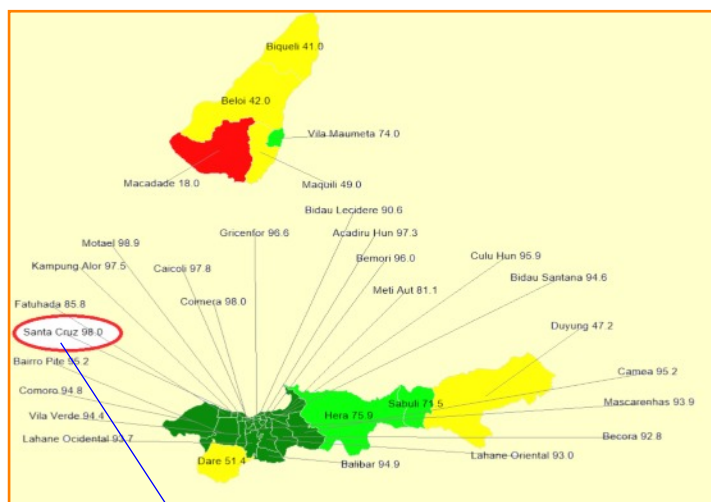 Biqueli 41.0
Beloi 42.0
Vila Maumeta 74.0
Macadade 18.0
Maquili 49.0
Bidau Lecidere 90.6
Gricenfor 96.6
Acadiru Hun 97.3
Motael 98.9
Bemori 96.0
Culu Hun 95.9
Kampung Alor 97.5
Caicoli 97.8
Bidau Santana 94.6
Meti Aut 81.1
Fatuhada 85.8
Coimera 98.0
Santa Cruz 98.0
Duyung 47.2
Bairro Pite 95.2
Camea 95.2
Comoro 94.8
Sabuli 71.5
Mascarenhas 93.9
Vila Verde 94.4
Hera 75.9
Lahane Ocidental 93.7
Becora 92.8
Dare 51.4
Balibar 94.9
Lahane Oriental 93.0